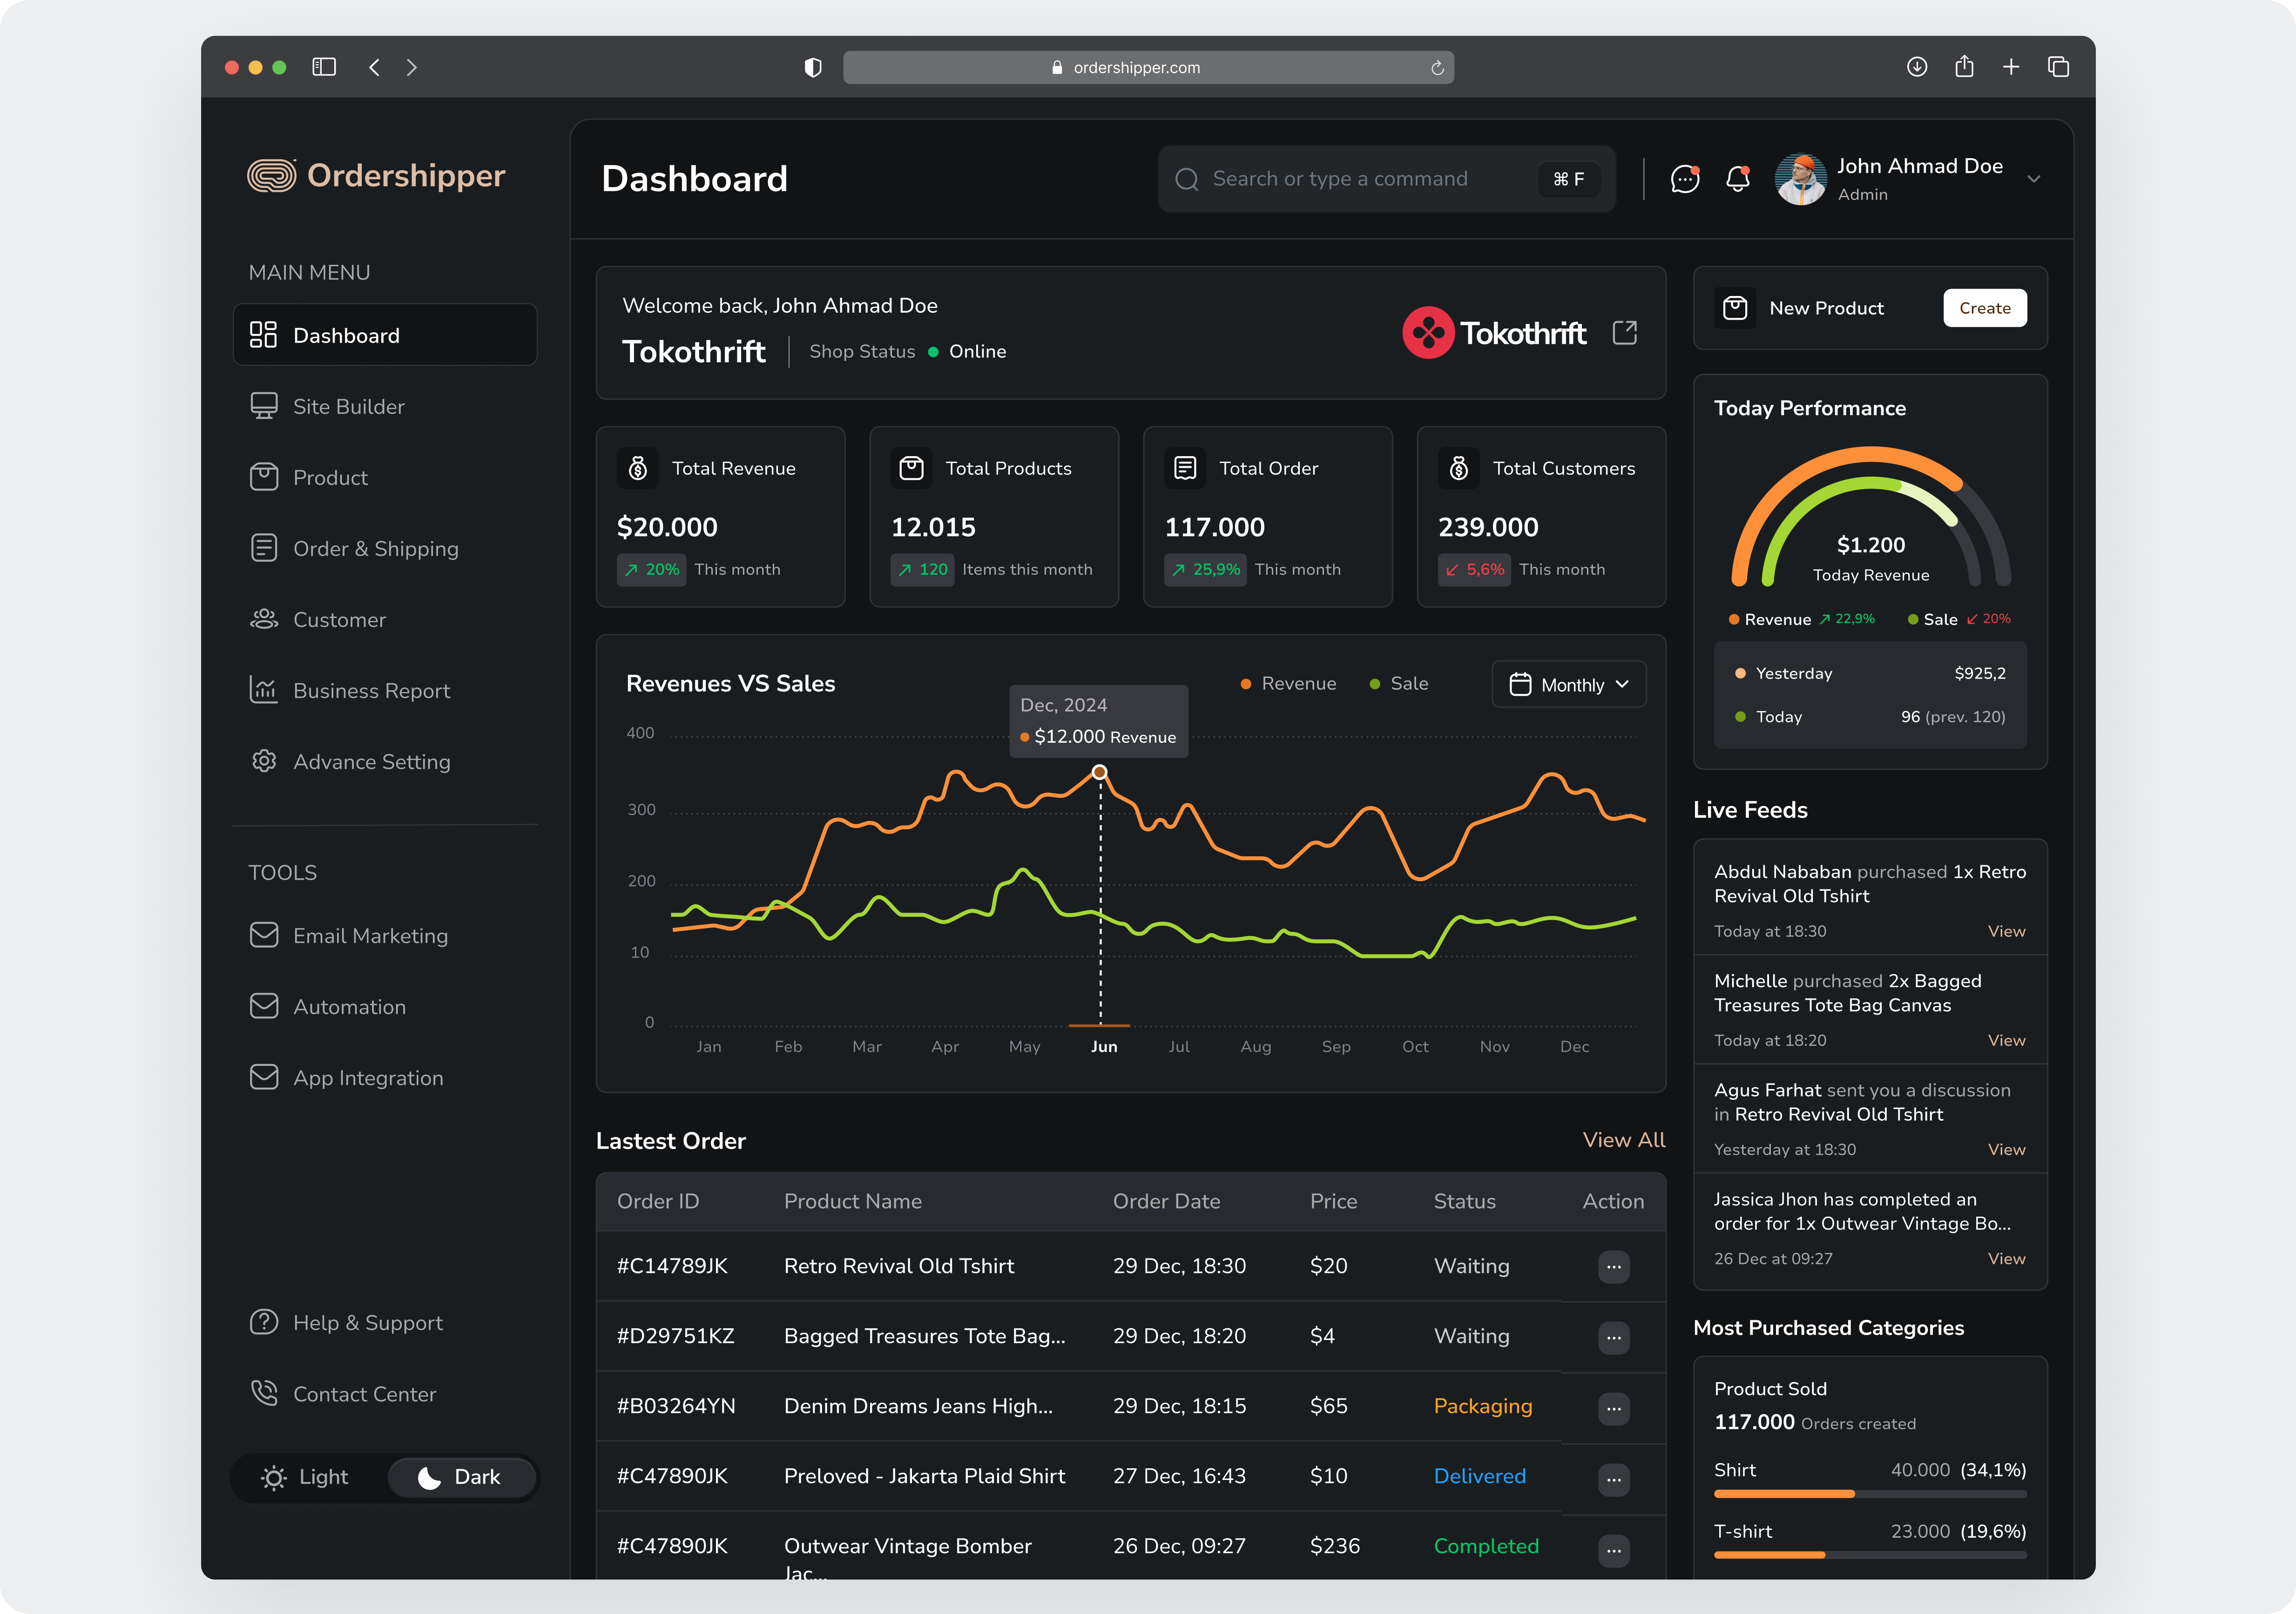 ordershipper.com
Ordershipper
MAIN MENU
Dashboard
Site Builder
Product
Order & Shipping
Customer
Business Report
Advance Setting
TOOLS
Email Marketing
Automation
App Integration
Help & Support
Contact Center
Light
Dark
Dashboard
Search or type a command
⌘ F
John Ahmad Doe
Admin
Welcome back, John Ahmad Doe
Tokothrift
Shop Status
Online
Tokothrift
Total Revenue
$20.000
20% This month
Total Products
12.015
120 Items this month
Total Order
117.000
25,9% This month
Total Customers
239.000
5,6% This month
Revenues VS Sales
Revenue
Sale
Monthly
Dec, 2024
$12.000 Revenue
400
300
200
10
0
Jan Feb Mar Apr May Jun Jul Aug Sep Oct Nov Dec
Lastest Order
View All
Order ID Product Name Order Date Price Status Action
#C14789JK Retro Revival Old Tshirt 29 Dec, 18:30 $20 Waiting
#D29751KZ Bagged Treasures Tote Bag... 29 Dec, 18:20 $4 Waiting
#B03264YN Denim Dreams Jeans High... 29 Dec, 18:15 $65 Packaging
#C47890JK Preloved - Jakarta Plaid Shirt 27 Dec, 16:43 $10 Delivered
#C47890JK Outwear Vintage Bomber 26 Dec, 09:27 $236 Completed
Jac...
New Product
Create
Today Performance
$1.200
Today Revenue
Revenue 22,9%
Sale 20%
Yesterday $925,2
Today 96 (prev. 120)
Live Feeds
Abdul Nababan purchased 1x Retro
Revival Old Tshirt
Today at 18:30 View
Michelle purchased 2x Bagged
Treasures Tote Bag Canvas
Today at 18:20 View
Agus Farhat sent you a discussion
in Retro Revival Old Tshirt
Yesterday at 18:30 View
Jassica Jhon has completed an
order for 1x Outwear Vintage Bo...
26 Dec at 09:27 View
Most Purchased Categories
Product Sold
117.000 Orders created
Shirt 40.000 (34,1%)
T-shirt 23.000 (19,6%)